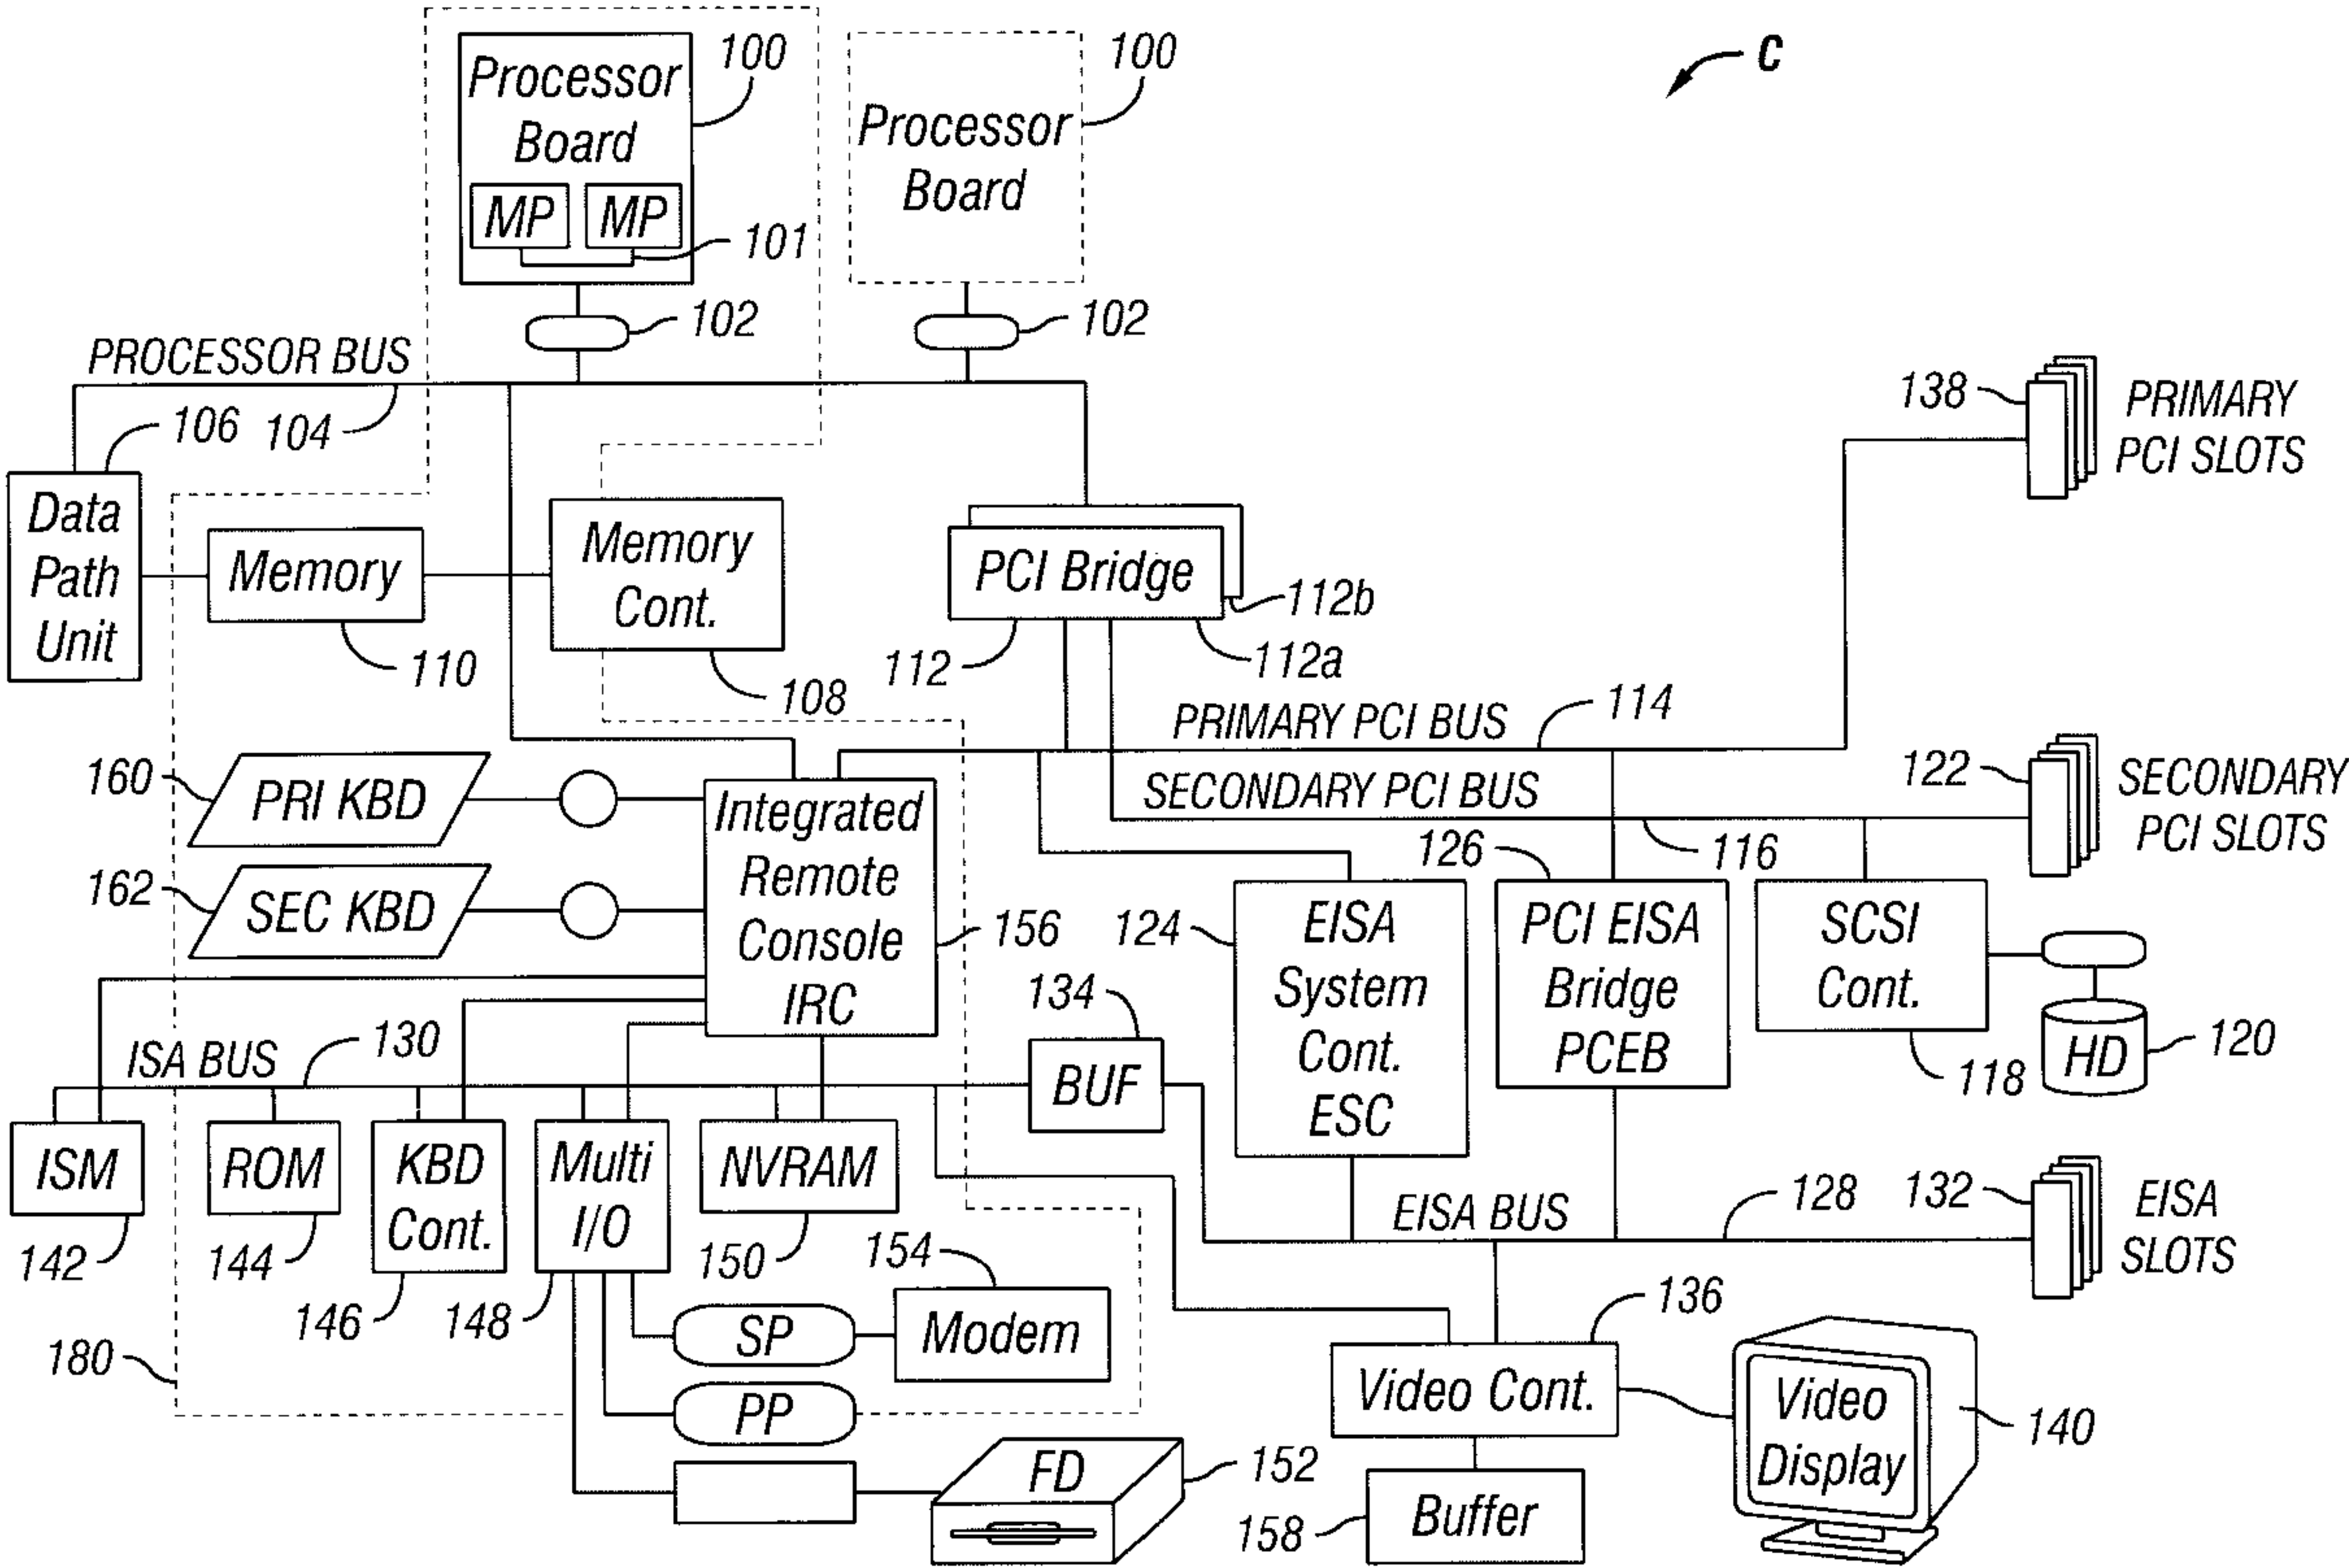 C
100
Processor
Board
MP
MP
101
100
Processor
Board
102
102
PROCESSOR BUS
104
106
Data
Path
Unit
Memory
110
Memory
Cont.
108
PCI Bridge
112
112a
112b
138
PRIMARY
PCI SLOTS
PRIMARY PCI BUS
114
SECONDARY PCI BUS
116
122
SECONDARY
PCI SLOTS
160
PRI KBD
162
SEC KBD
Integrated
Remote
Console
IRC
156
124
EISA
System
Cont.
ESC
126
PCI EISA
Bridge
PCEB
SCSI
Cont.
118
HD
120
134
BUF
ISA BUS
130
ISM
142
ROM
144
KBD
Cont.
146
Multi
I/O
148
NVRAM
150
154
Modem
SP
PP
180
FD
152
EISA BUS
128
132
EISA
SLOTS
136
Video Cont.
Buffer
158
Video
Display
140